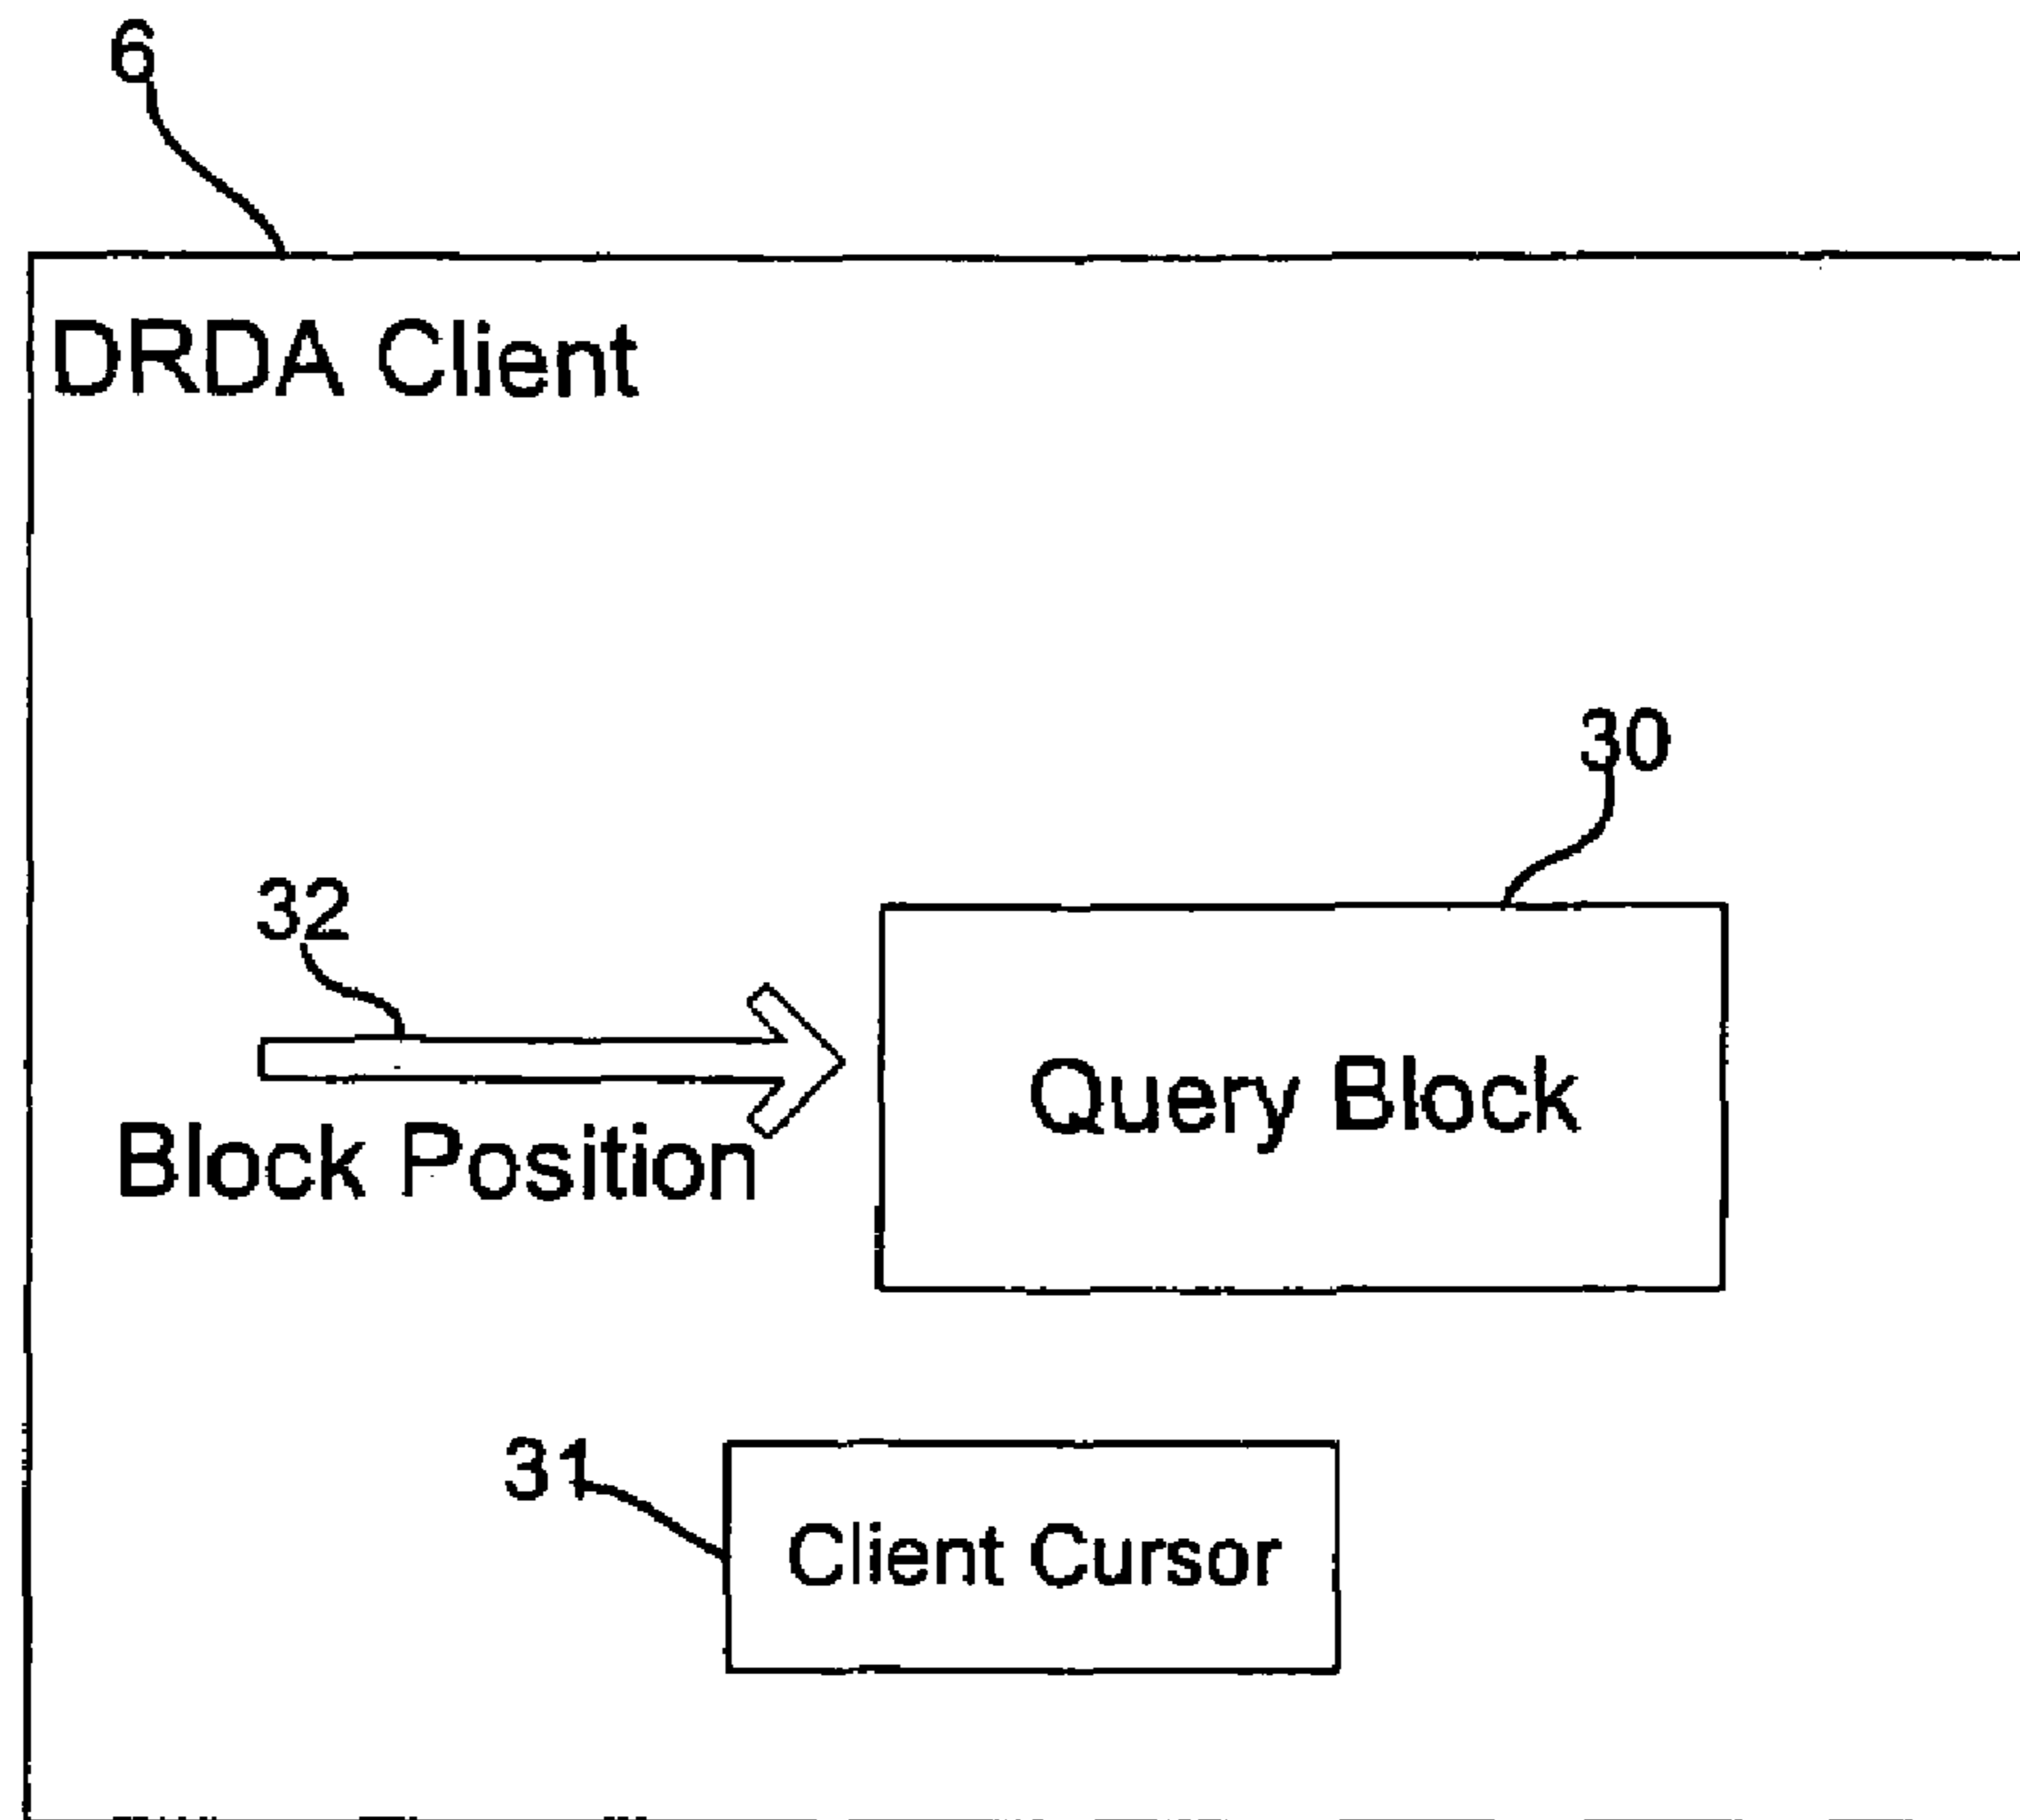 6
DRDA Client
30
32
Query Block
Block Position
31
Client Cursor